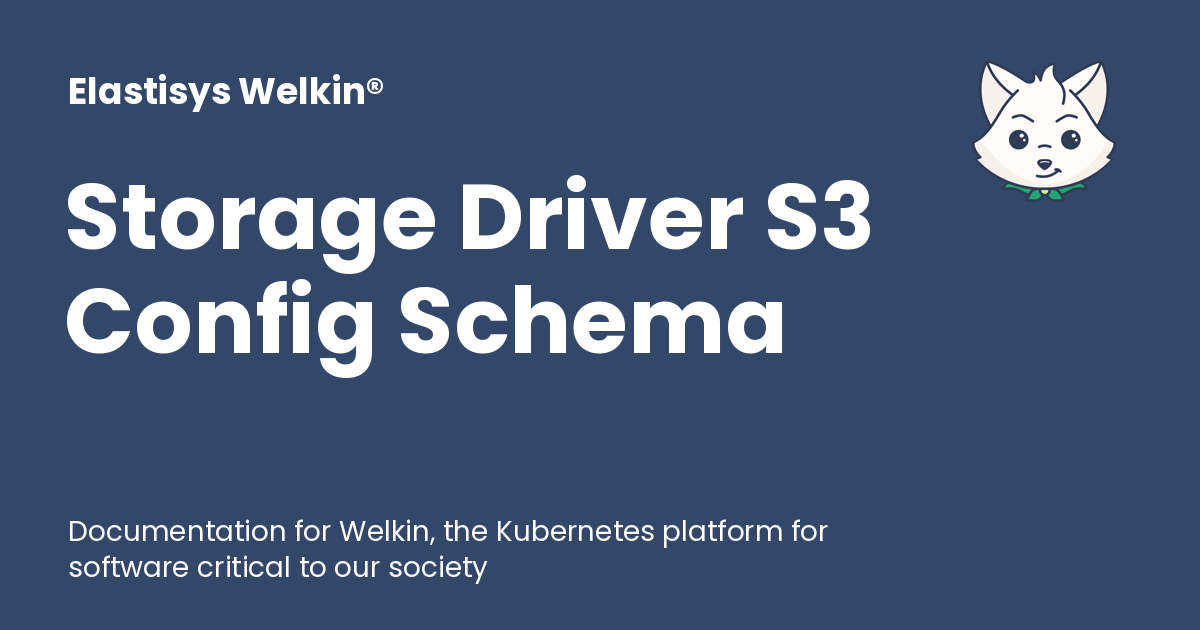 Elastisys Welkin®
Storage Driver S3
Config Schema
Documentation for Welkin, the Kubernetes platform for
software critical to our society